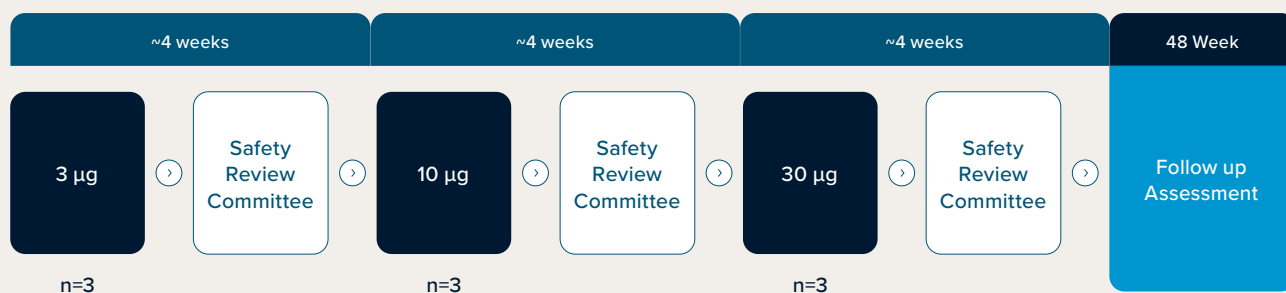 ~4 weeks
~4 weeks
~4 weeks
48 Week
3 µg
Safety
Review
Committee
10 µg
Safety
Review
Committee
30 µg
Safety
Review
Committee
Follow up
Assessment
n=3
n=3
n=3